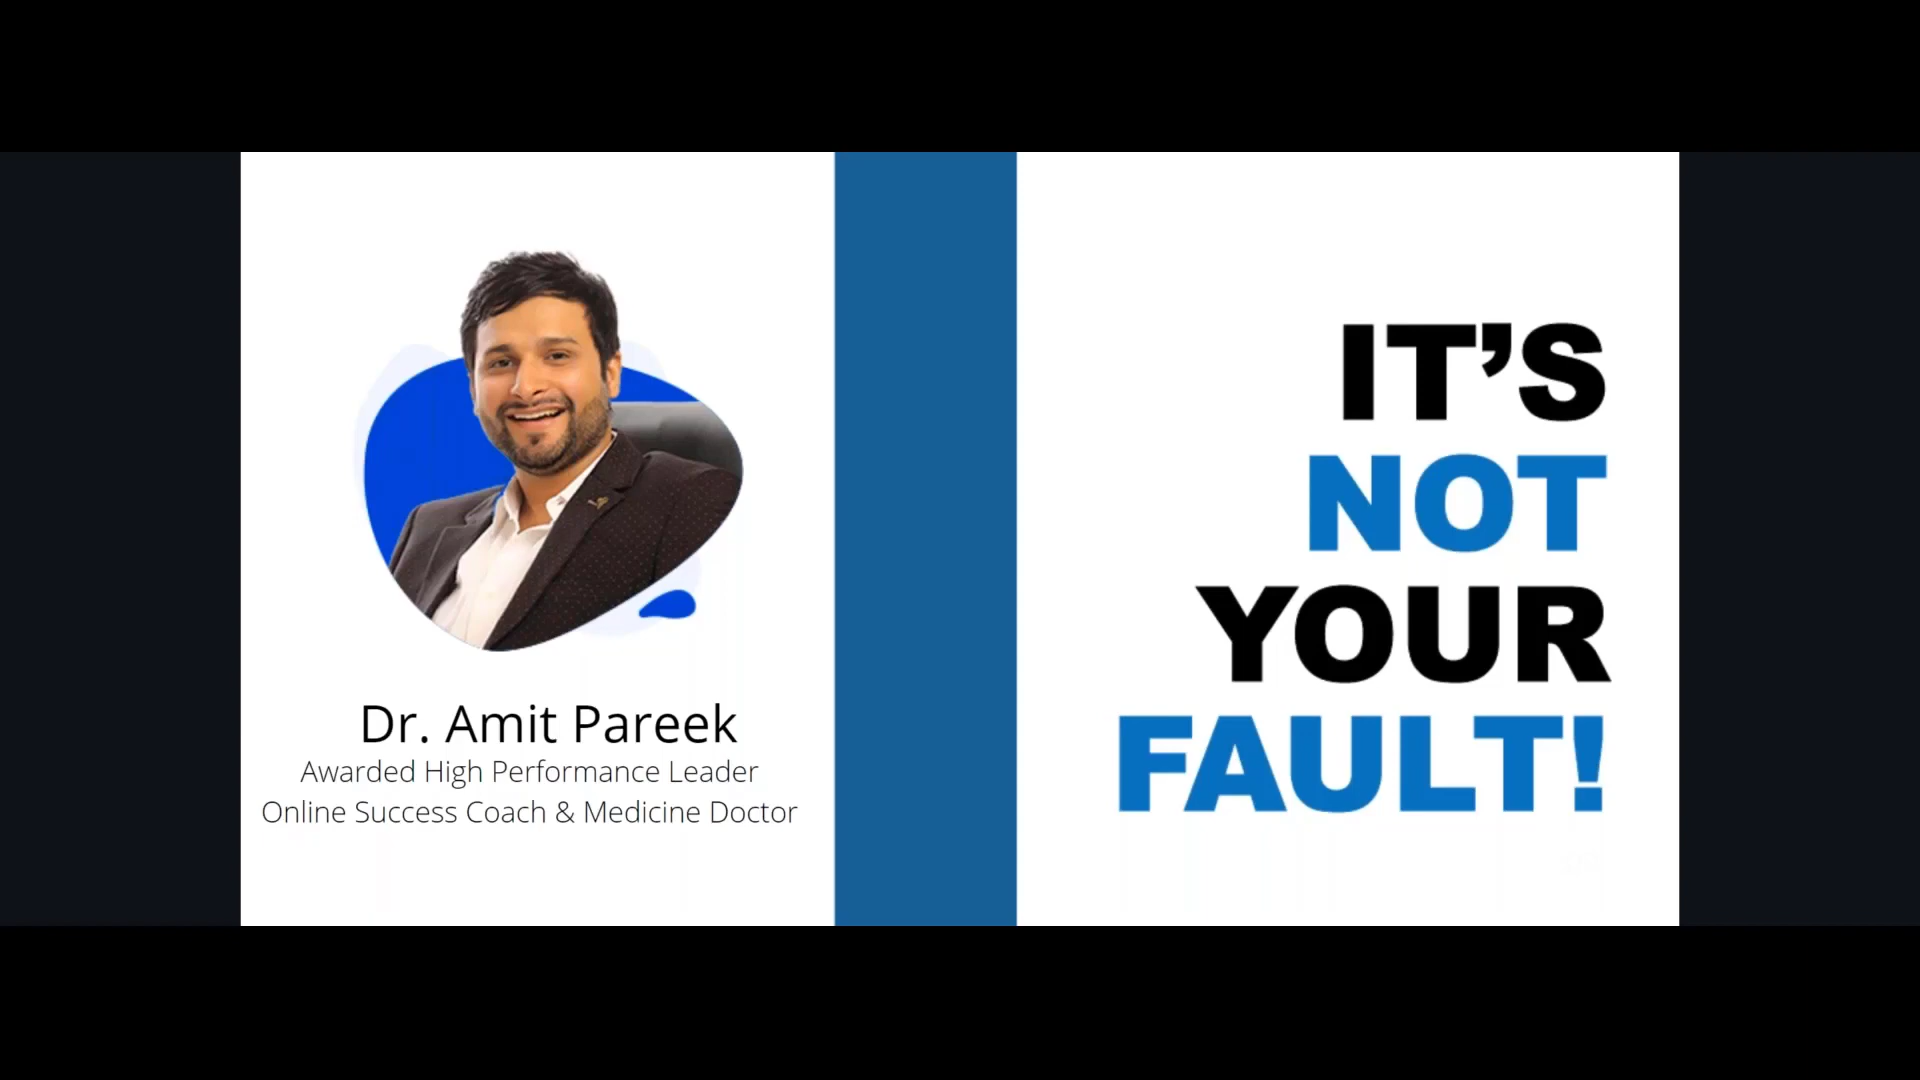 Dr. Amit Pareek
Awarded High Performance Leader
Online Success Coach & Medicine Doctor
IT’S
NOT
YOUR
FAULT!